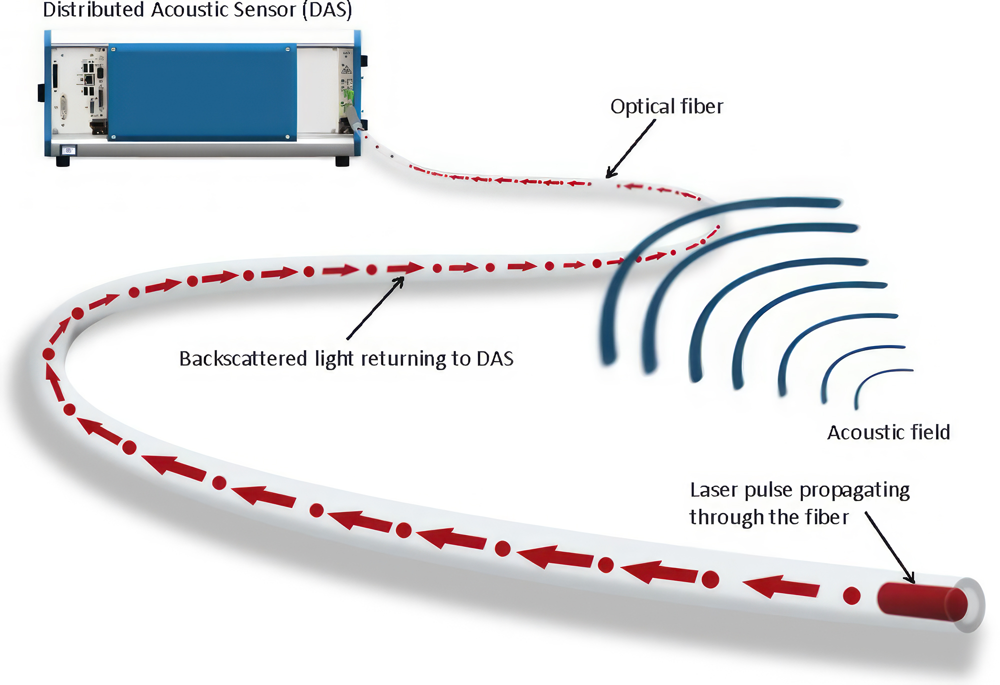 Distributed Acoustic Sensor (DAS)
Optical fiber
Backscattered light returning to DAS
Acoustic field
Laser pulse propagating
through the fiber